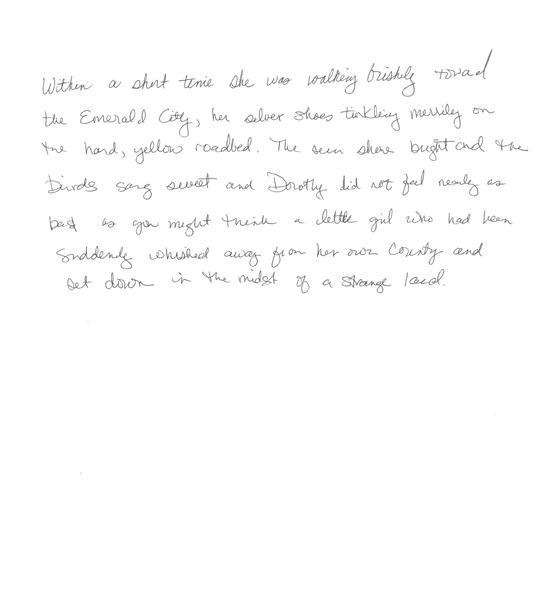 Within a short time she was walking briskly toward
the Emerald City, her silver shoes tinkling merrily on
the hard, yellow roadbed. The sun shone bright and the
birds sang sweet and Dorothy did not feel nearly as
bad as you might think a little girl who had been
suddenly whisked away from her own country and
set down in the midst of a strange land.